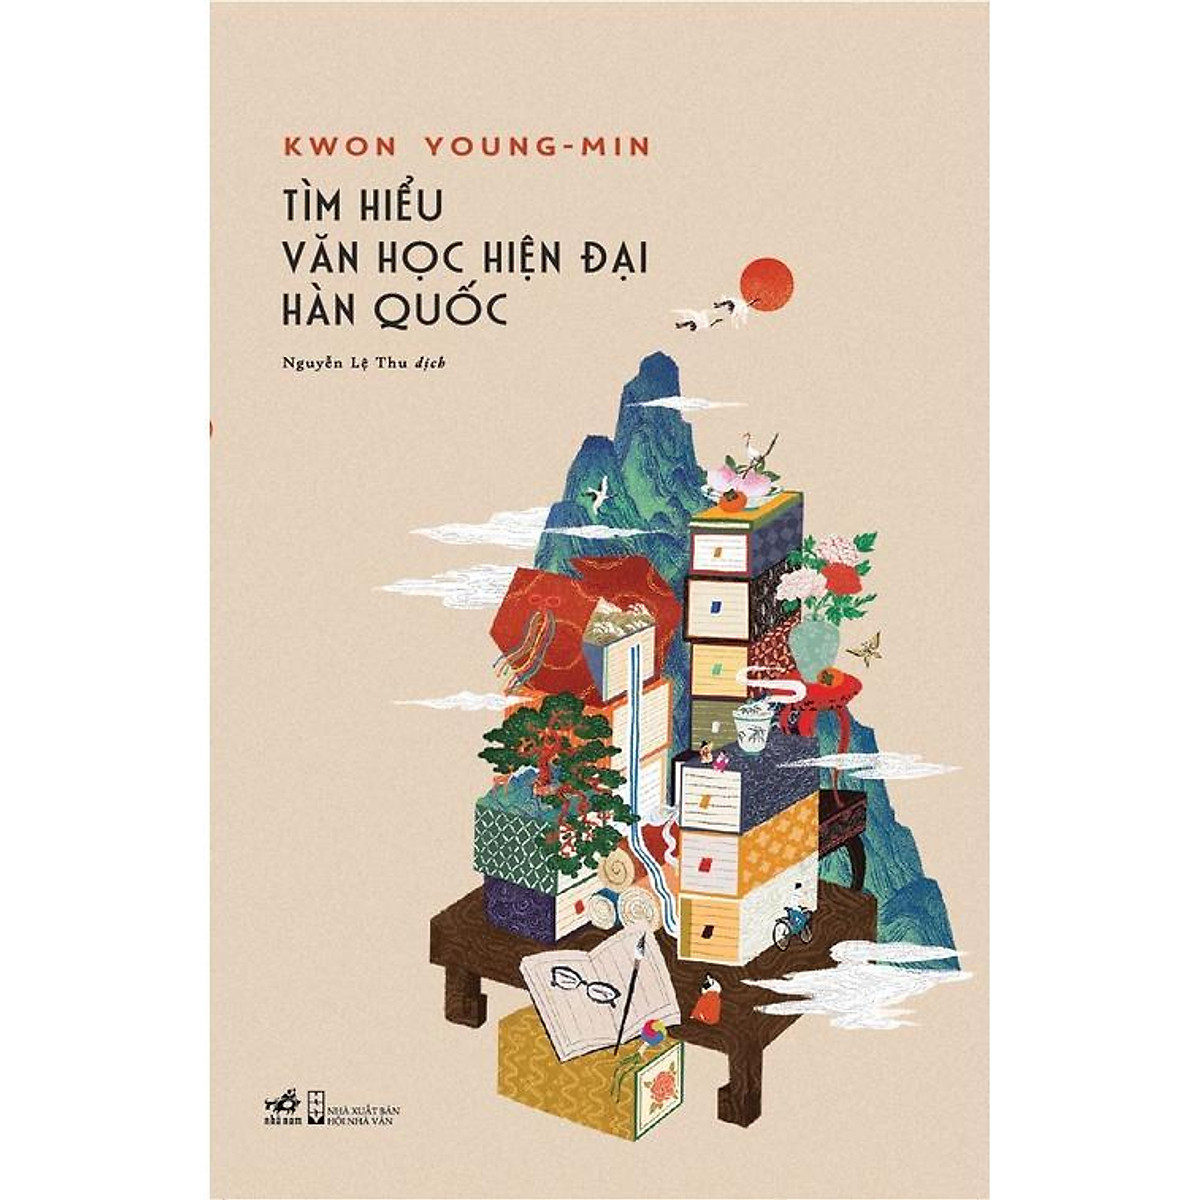 KWON YOUNG-MIN
TÌM HIỂU
VĂN HỌC HIỆN ĐẠI
HÀN QUỐC
Nguyễn Lệ Thu dịch
nhã nam
NHÀ XUẤT BẢN
HỘI NHÀ VĂN